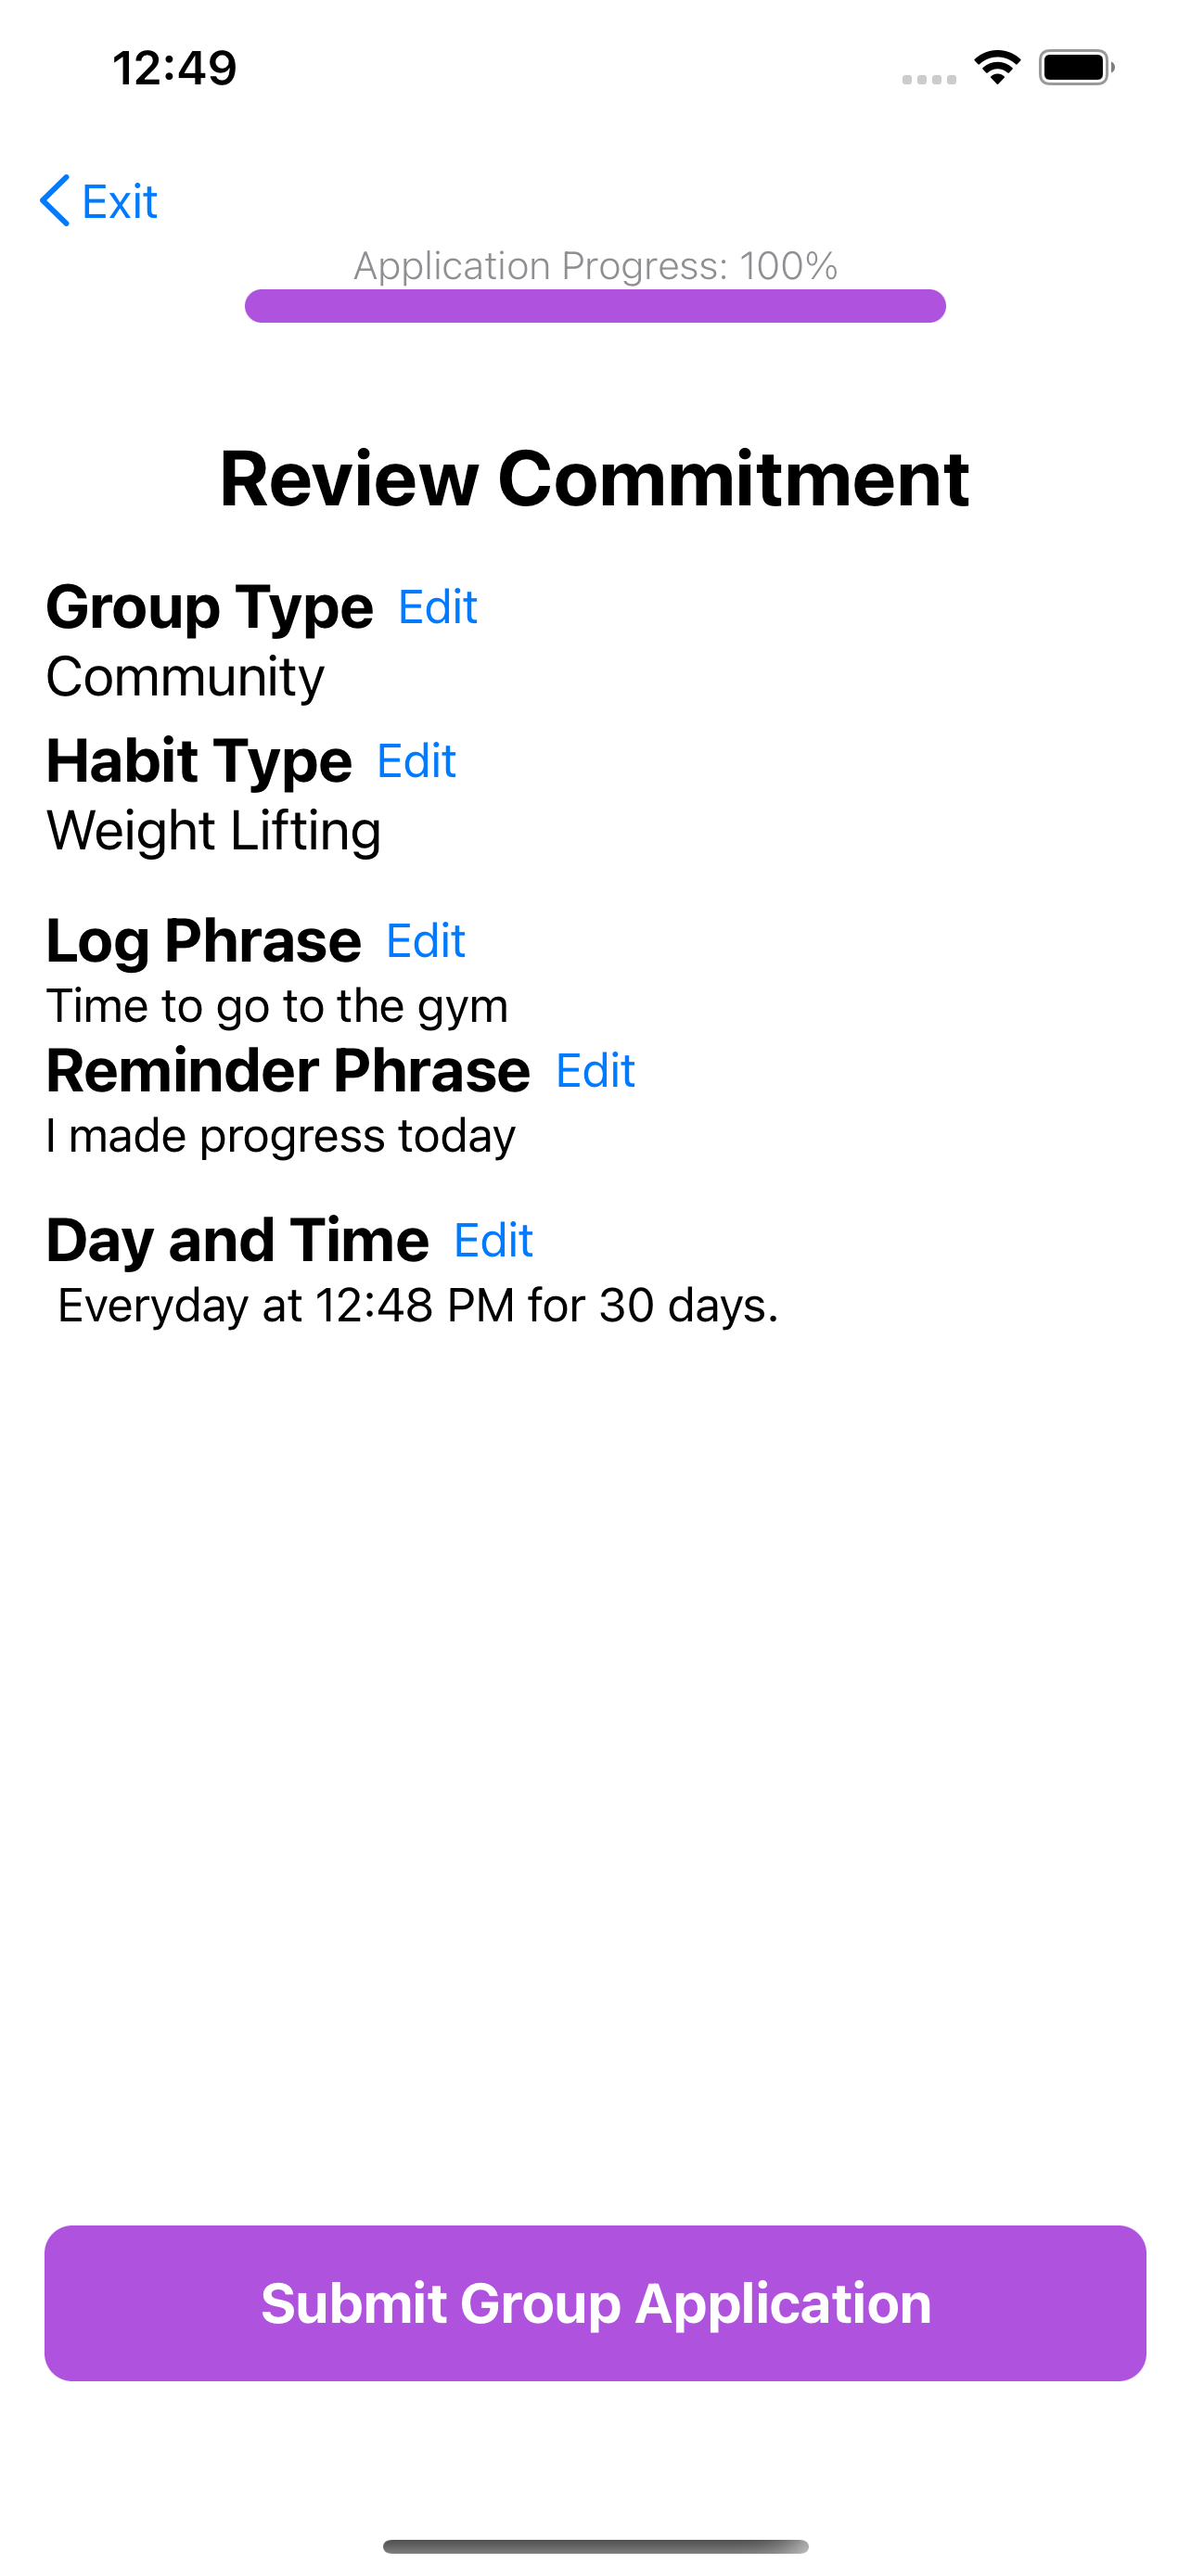 12:49
Exit
Application Progress: 100%
Review Commitment
Group Type Edit
Community
Habit Type Edit
Weight Lifting
Log Phrase Edit
Time to go to the gym
Reminder Phrase Edit
I made progress today
Day and Time Edit
Everyday at 12:48 PM for 30 days.
Submit Group Application